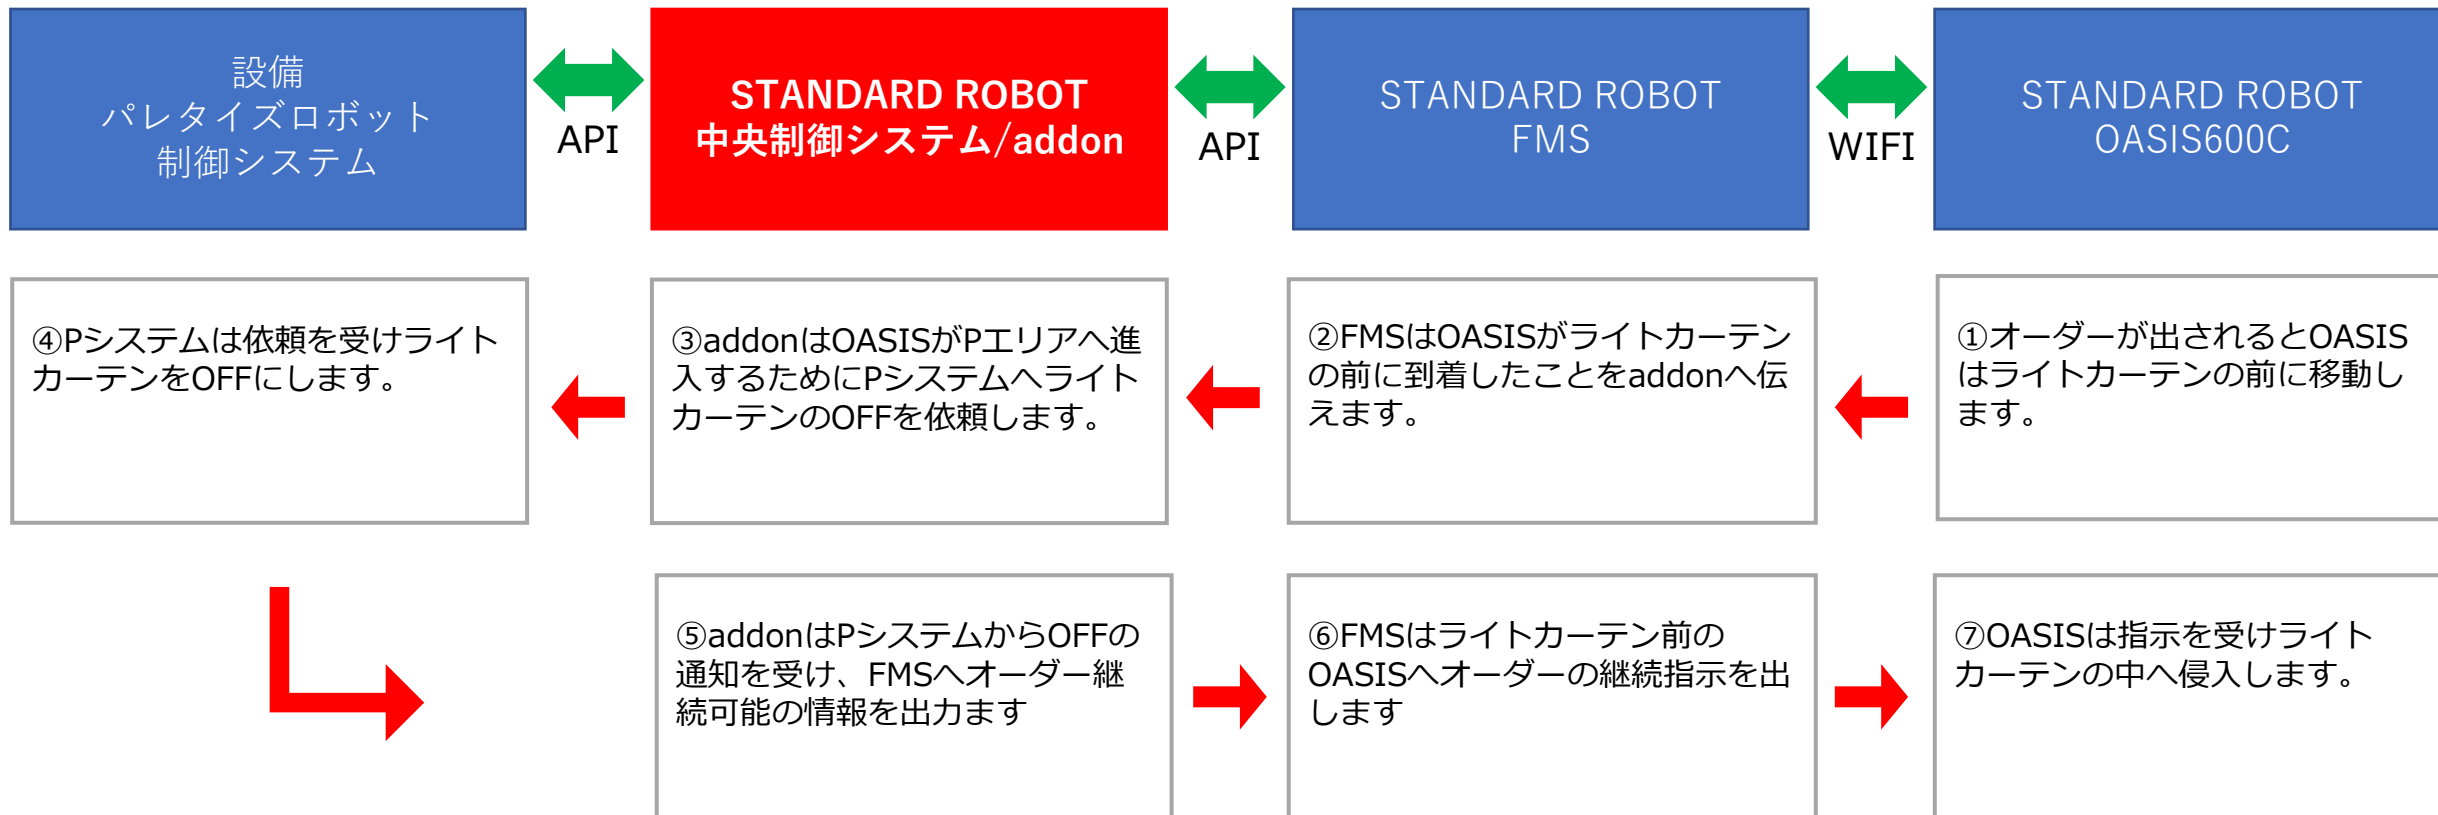 設備
パレタイズロボット
制御システム
API
STANDARD ROBOT
中央制御システム/addon
API
STANDARD ROBOT
FMS
WIFI
STANDARD ROBOT
OASIS600C
④Pシステムは依頼を受けライト
カーテンをOFFにします。
③addonはOASISがPエリアへ進
入するためにPシステムへライト
カーテンのOFFを依頼します。
②FMSはOASISがライトカーテン
の前に到着したことをaddonへ伝
えます。
①オーダーが出されるとOASIS
はライトカーテンの前に移動し
ます。
⑤addonはPシステムからOFFの
通知を受け、FMSへオーダー継
続可能の情報を出力ます
⑥FMSはライトカーテン前の
OASISへオーダーの継続指示を出
します
⑦OASISは指示を受けライト
カーテンの中へ侵入します。